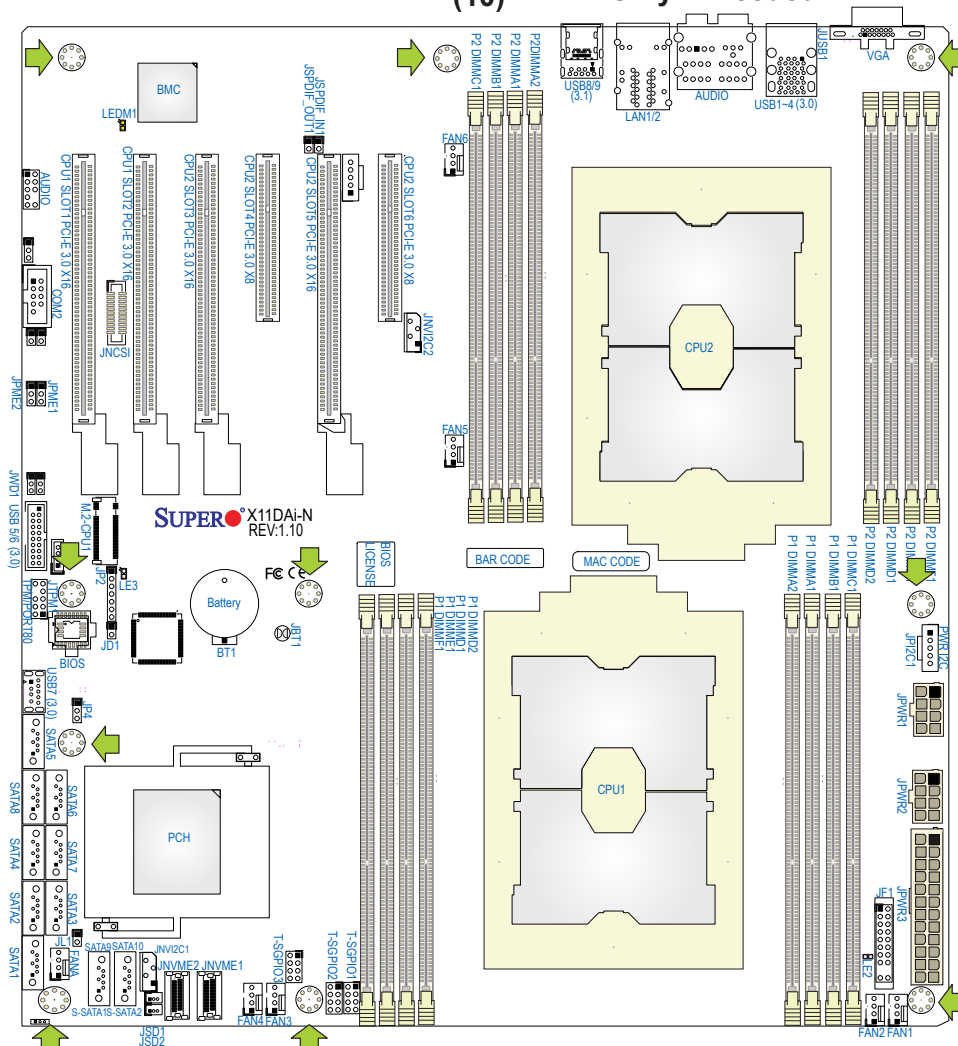 (10)
P2 DIMMC1
P2 DIMMB1
P2 DIMMA1
P2DIMMA2
USB8/9
(3.1)
LAN1/2
AUDIO
JUSB1
USB1~4 (3.0)
VGA
BMC
LEDM1
JSPDIF_OUT1
JSPDIF_IN1
FAN6
AUDIO
CPU1 SLOT1 PCI-E 3.0 X16
CPU1 SLOT2 PCI-E 3.0 X16
CPU2 SLOT3 PCI-E 3.0 X16
CPU2 SLOT4 PCI-E 3.0 X8
CPU2 SLOT5 PCI-E 3.0 X16
CPU2 SLOT6 PCI-E 3.0 X8
COM2
JNCSI
JNVI2C2
CPU2
JPME2
JPME1
FAN5
JWD1
USB 5/6 (3.0)
M.2-CPU1
SUPER
X11DAi-N
REV:1.10
BIOS
LICENSE
BAR CODE
MAC CODE
P1 DIMMA2
P1 DIMMA1
P1 DIMMB1
P1 DIMMC1
P2 DIMMD2
P2 DIMMD1
JTPM1
TPM/PORT80
JP2
LE3
FC CE
Battery
BT1
JBT1
JD1
BIOS
P1 DIMMF1
P1 DIMME1
P1 DIMMD1
P1 DIMMD2
PWR I2C
JPI2C1
USB7 (3.0)
JP4
SATA5
JPWR1
SATA8
SATA6
PCH
CPU1
JPWR2
SATA4
SATA7
SATA2
SATA3
JF1
JPWR3
SATA1
JL1
FANA
SATA9
SATA10
S-SATA1
S-SATA2
JNVI2C1
JNVME2
JNVME1
JSD1
JSD2
T-SGPIO3
T-SGPIO2
T-SGPIO1
FAN4
FAN3
LE2
FAN2
FAN1